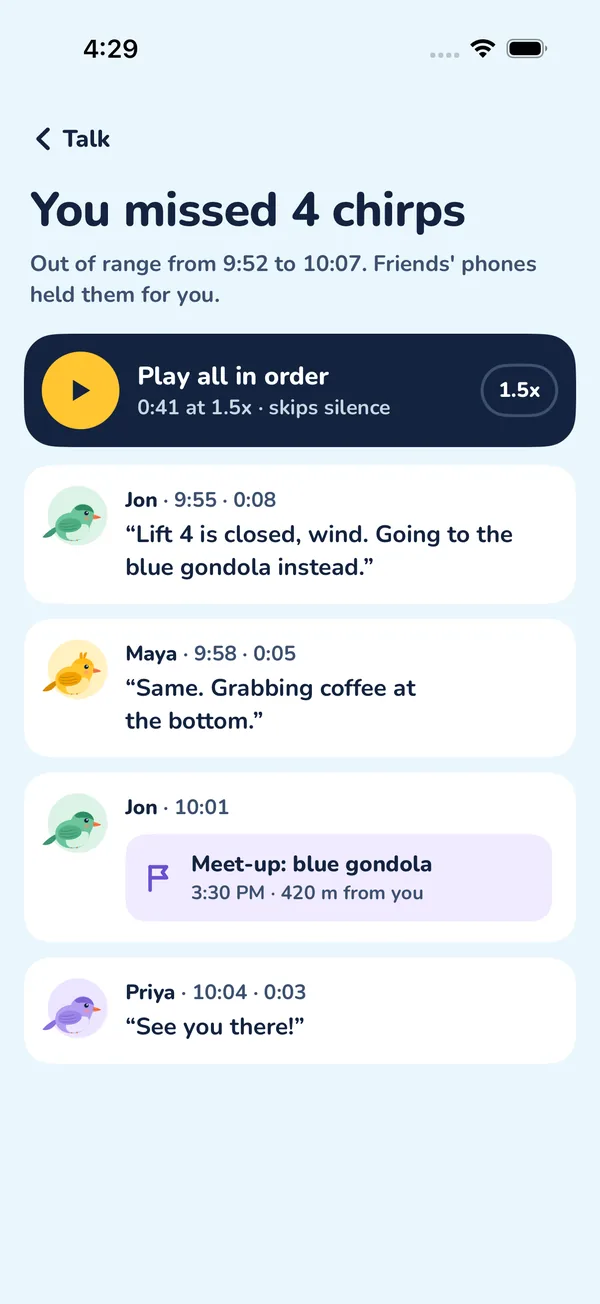 4:29
Talk
You missed 4 chirps
Out of range from 9:52 to 10:07. Friends' phones
held them for you.
Play all in order
0:41 at 1.5x · skips silence
1.5x
Jon · 9:55 · 0:08
“Lift 4 is closed, wind. Going to the
blue gondola instead.”
Maya · 9:58 · 0:05
“Same. Grabbing coffee at
the bottom.”
Jon · 10:01
Meet-up: blue gondola
3:30 PM · 420 m from you
Priya · 10:04 · 0:03
“See you there!”